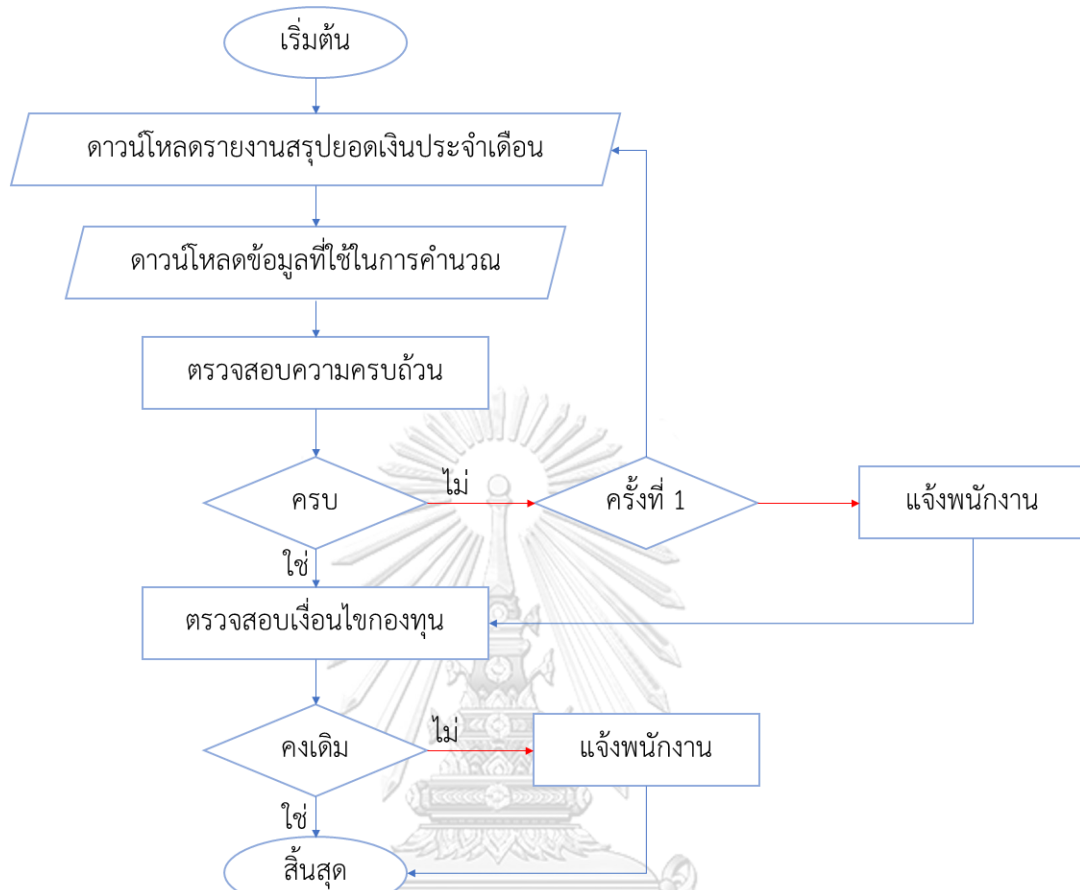 เริ่มต้น
ดาวน์โหลดรายงานสรุปยอดเงินประจำเดือน
ดาวน์โหลดข้อมูลที่ใช้ในการคำนวณ
ตรวจสอบความครบถ้วน
ครบ
ไม่
ครั้งที่ 1
แจ้งพนักงาน
ใช่
ตรวจสอบเงื่อนไขกองทุน
คงเดิม
ไม่
แจ้งพนักงาน
ใช่
สิ้นสุด